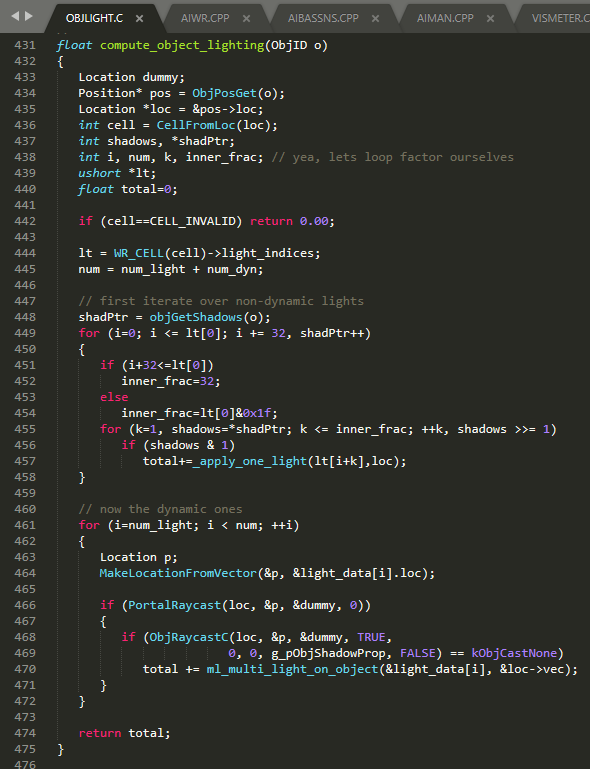 OBJLIGHT.C × AIWR.CPP × AIBASSNS.CPP × AIMAN.CPP × VISMETER.C
431 float compute_object_lighting(ObjID o)
432 {
433 Location dummy;
434 Position* pos = ObjPosGet(o);
435 Location *loc = &pos->loc;
436 int cell = CellFromLoc(loc);
437 int shadows, *shadPtr;
438 int i, num, k, inner_frac; // yea, lets loop factor ourselves
439 ushort *lt;
440 float total=0;
441
442 if (cell==CELL_INVALID) return 0.00;
443
444 lt = WR_CELL(cell)->light_indices;
445 num = num_light + num_dyn;
446
447 // first iterate over non-dynamic lights
448 shadPtr = objGetShadows(o);
449 for (i=0; i <= lt[0]; i += 32, shadPtr++)
450 {
451 if (i+32<=lt[0])
452 inner_frac=32;
453 else
454 inner_frac=lt[0]&0x1f;
455 for (k=1, shadows=*shadPtr; k <= inner_frac; ++k, shadows >>= 1)
456 if (shadows & 1)
457 total+=_apply_one_light(lt[i+k],loc);
458 }
459
460 // now the dynamic ones
461 for (i=num_light; i < num; ++i)
462 {
463 Location p;
464 MakeLocationFromVector(&p, &light_data[i].loc);
465
466 if (PortalRaycast(loc, &p, &dummy, 0))
467 {
468 if (ObjRaycastC(loc, &p, &dummy, TRUE,
469 0, 0, g_pObjShadowProp, FALSE) == kObjCastNone)
470 total += ml_multi_light_on_object(&light_data[i], &loc->vec);
471 }
472 }
473
474 return total;
475 }
476